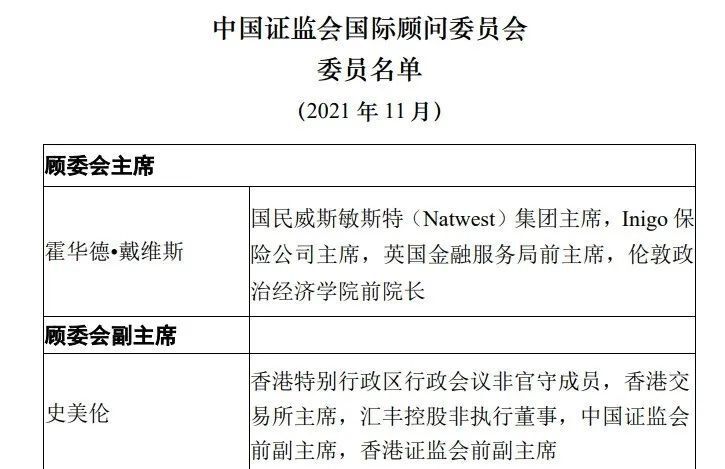 中国证监会国际顾问委员会
委员名单
（2021 年 11 月）
顾委会主席
霍华德•戴维斯
国民威斯敏斯特（Natwest）集团主席，Inigo 保
险公司主席，英国金融服务局前主席，伦敦政
治经济学院前院长
顾委会副主席
史美伦
香港特别行政区行政会议非官守成员，香港交
易所主席，汇丰控股非执行董事，中国证监会
前副主席，香港证监会前副主席